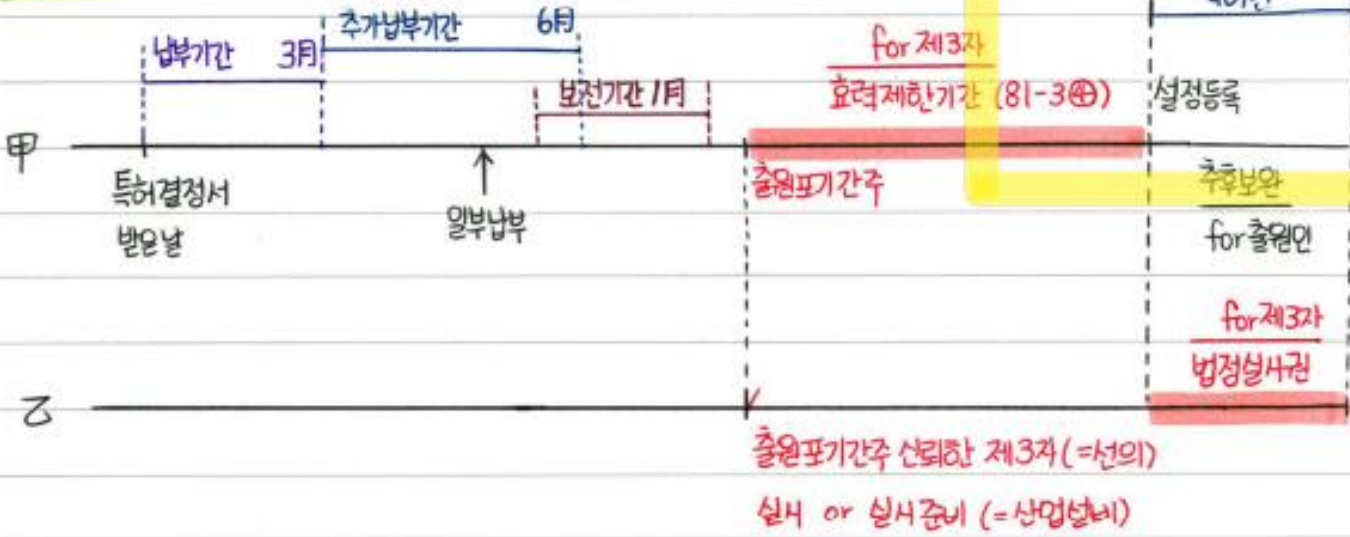 추가납부기간 6月
납부기간 3月
for 제3자
보전기간 1月
효력제한기간 (81-3④)
설정등록
甲
특허결정서
받은날
일부납부
출원포기간주
추후보완
for 출원인
for 제3자
법정실시권
乙
출원포기간주 신뢰한 제3자 (=선의)
실시 or 실시준비 (=산업설비)